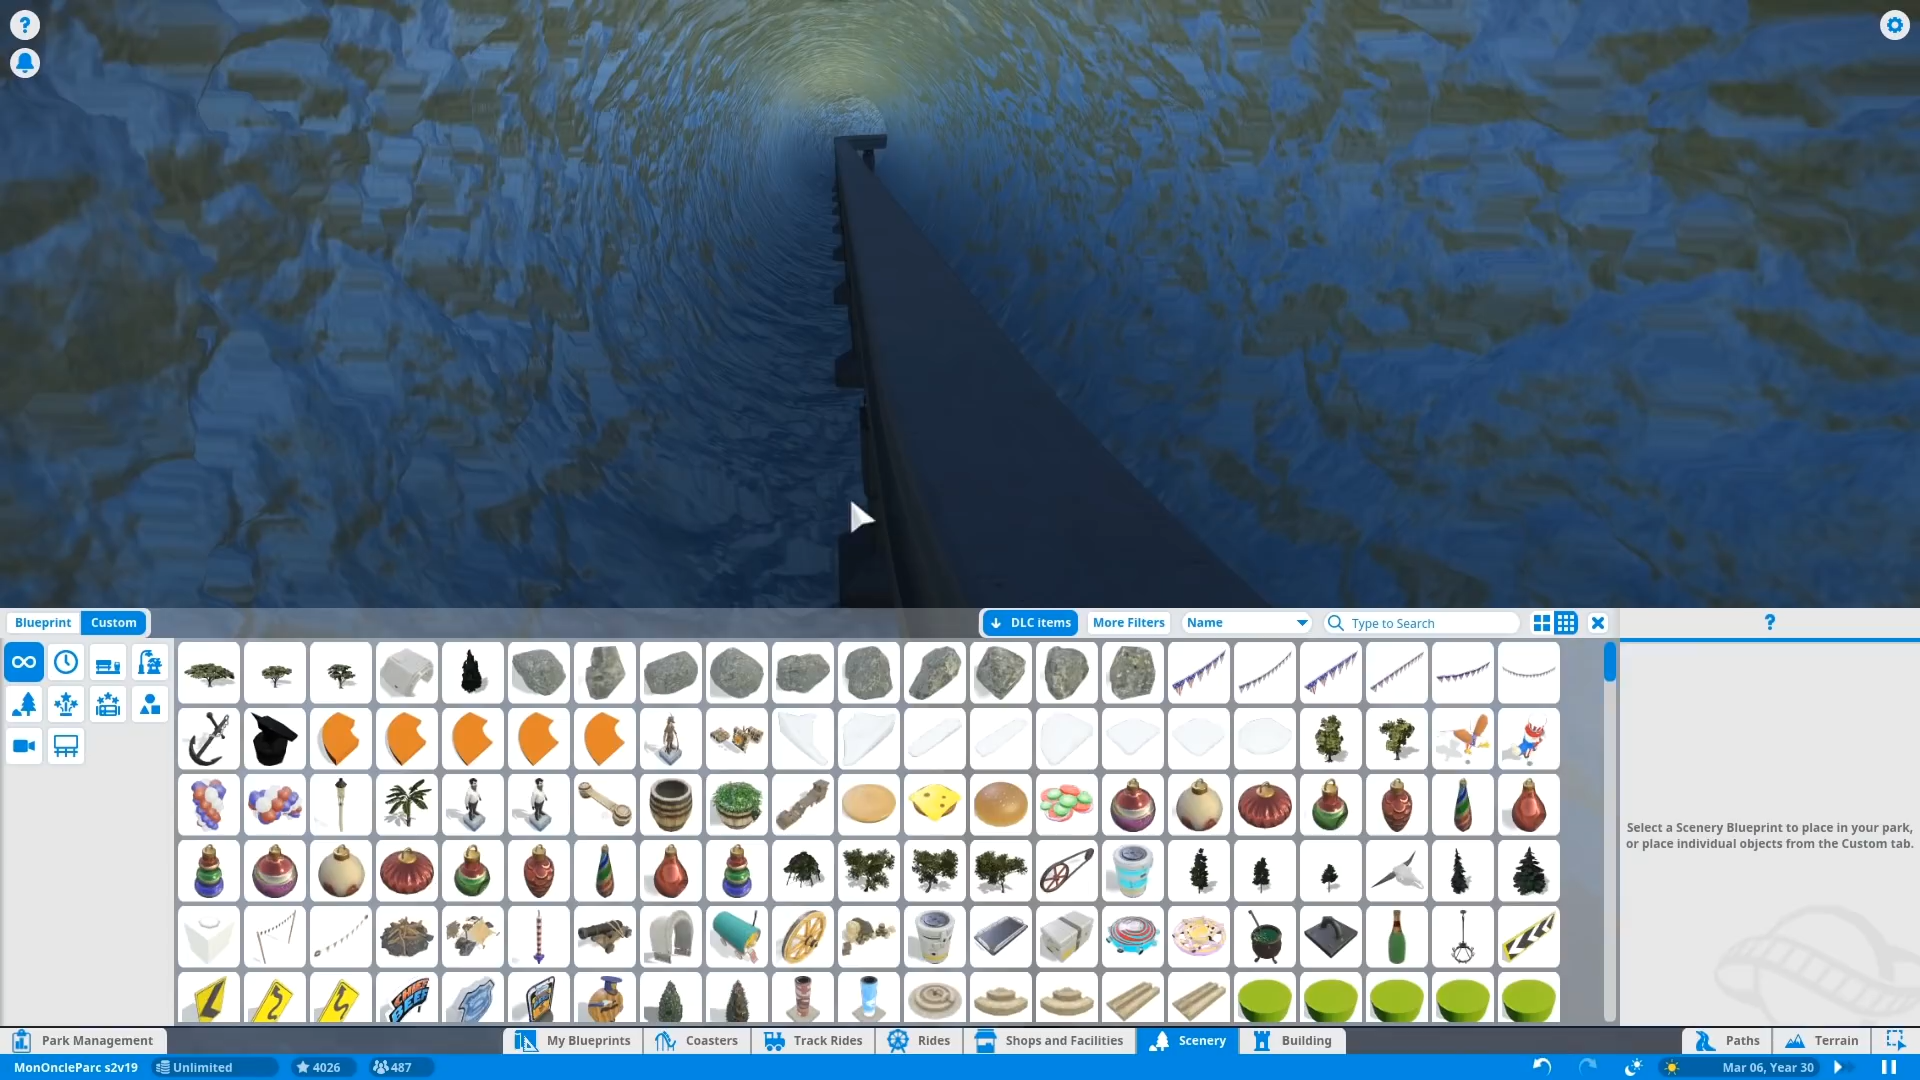 ?
Blueprint
Custom
DLC items
More Filters
Name
Type to Search
?
CHIEF BEEF
Select a Scenery Blueprint to place in your park,
or place individual objects from the Custom tab.
Park Management
My Blueprints
Coasters
Track Rides
Rides
Shops and Facilities
Scenery
Building
Paths
Terrain
MonOncleParc s2v19
Unlimited
4026
487
Mar 06, Year 30